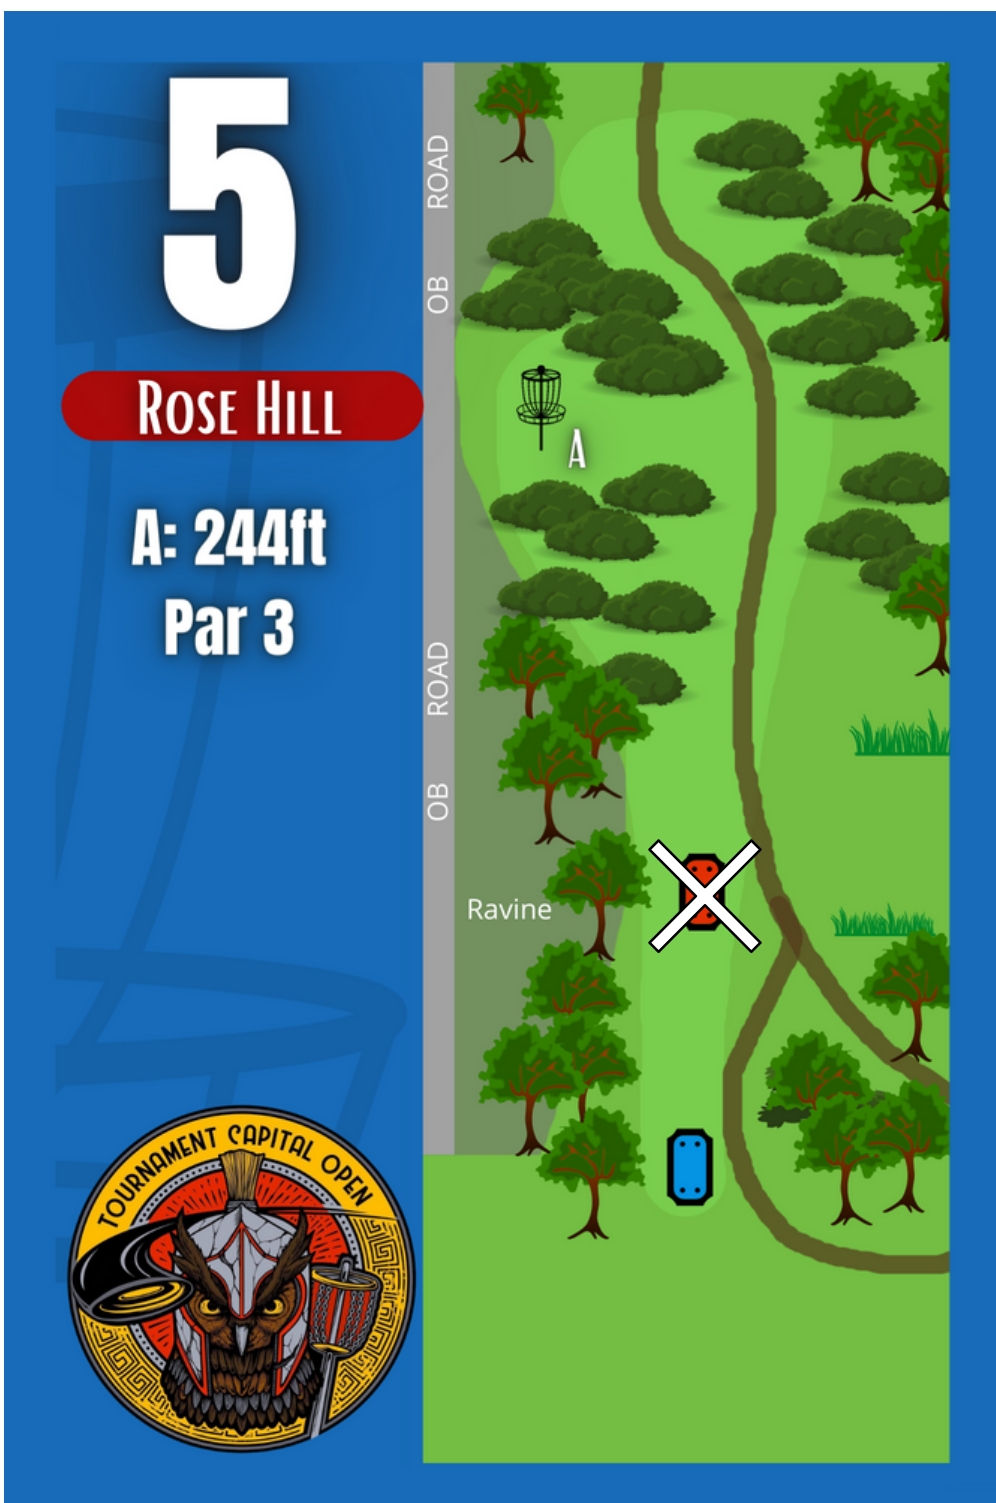 5
ROSE HILL
A: 244ft
Par 3
OB ROAD
A
OB ROAD
Ravine
TOURNAMENT CAPITAL OPEN